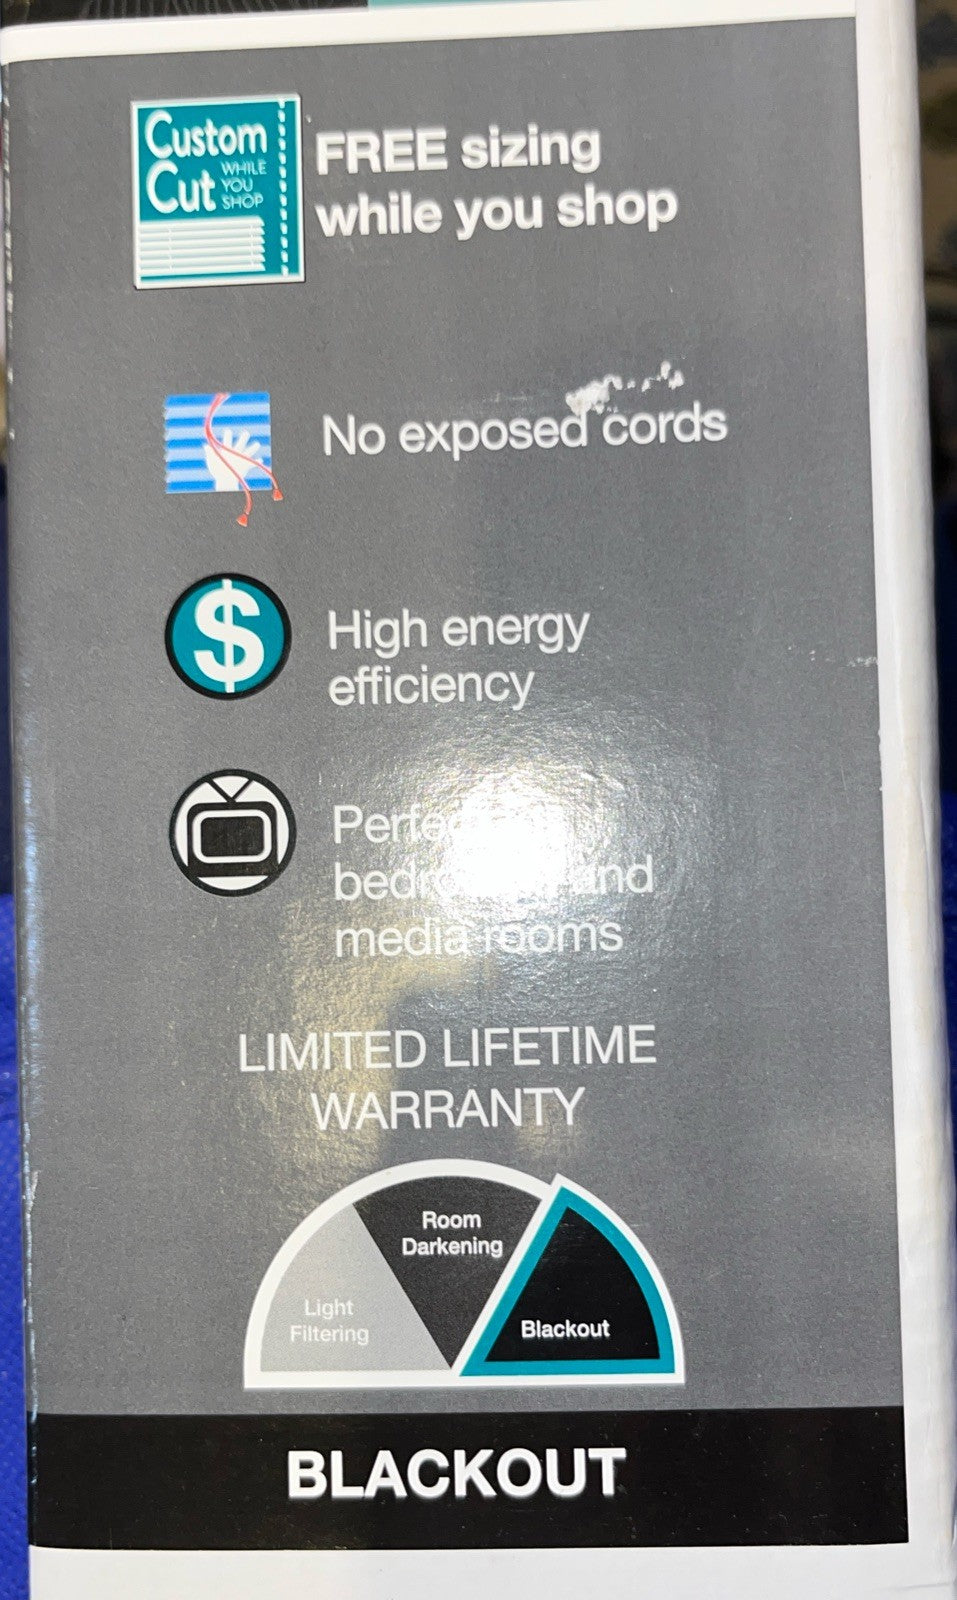 Custom
Cut WHILE
YOU
SHOP
FREE sizing
while you shop
No exposed cords
$
High energy
efficiency
and
media rooms
LIMITED LIFETIME
WARRANTY
Room
Darkening
Light
Filtering
Blackout
BLACKOUT